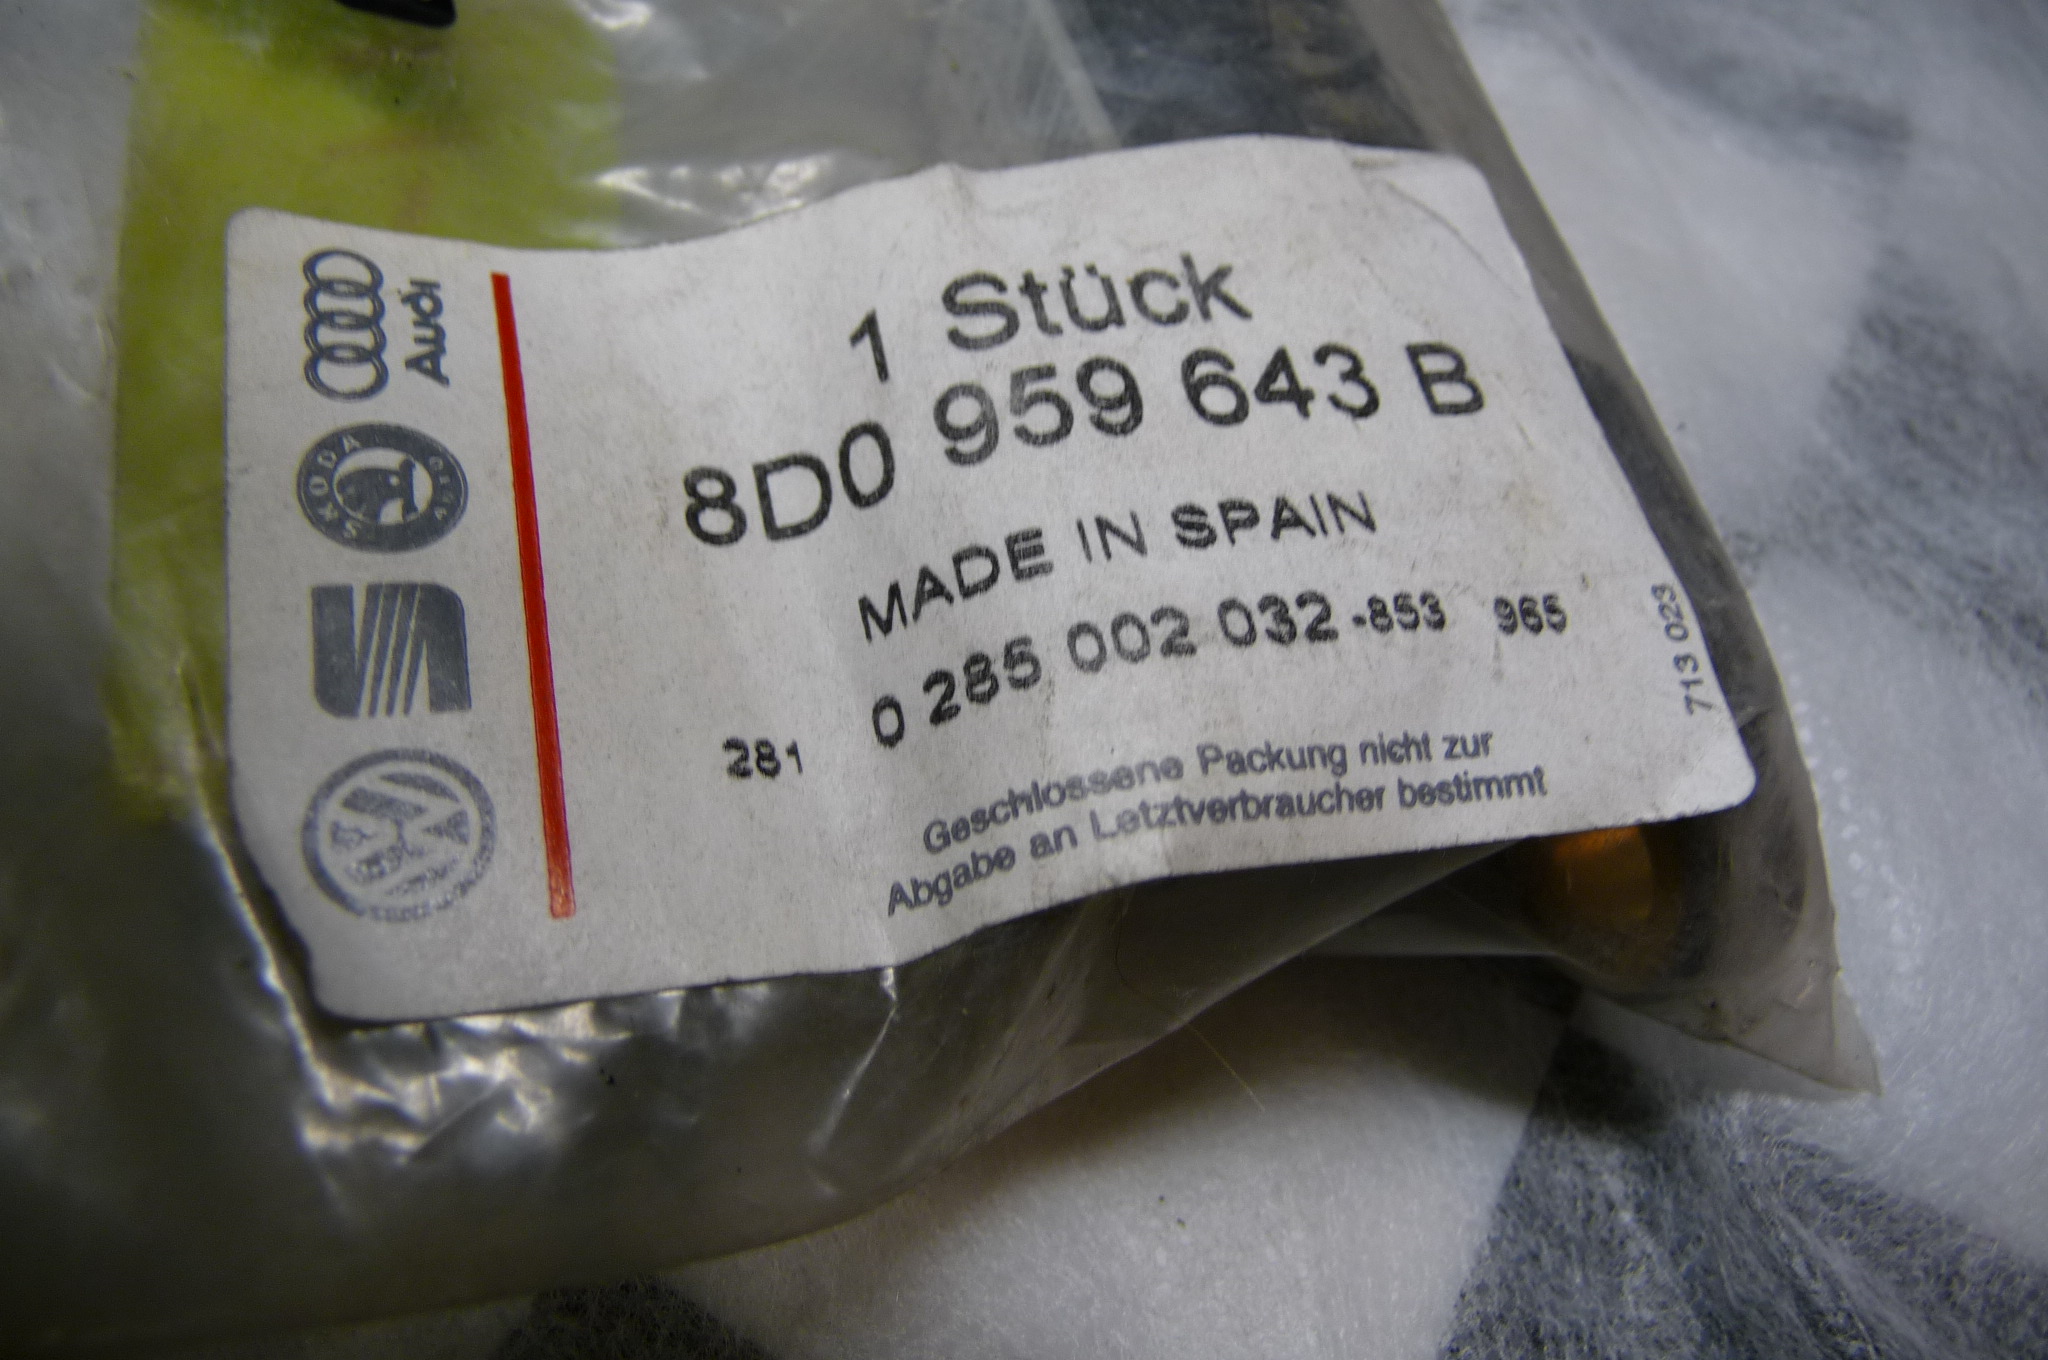 Audi
SKODA
1 Stück
8D0 959 643 B
MADE IN SPAIN
281 0 285 002 032 -853 965
Geschlossene Packung nicht zur
Abgabe an Letztverbraucher bestimmt
713 023